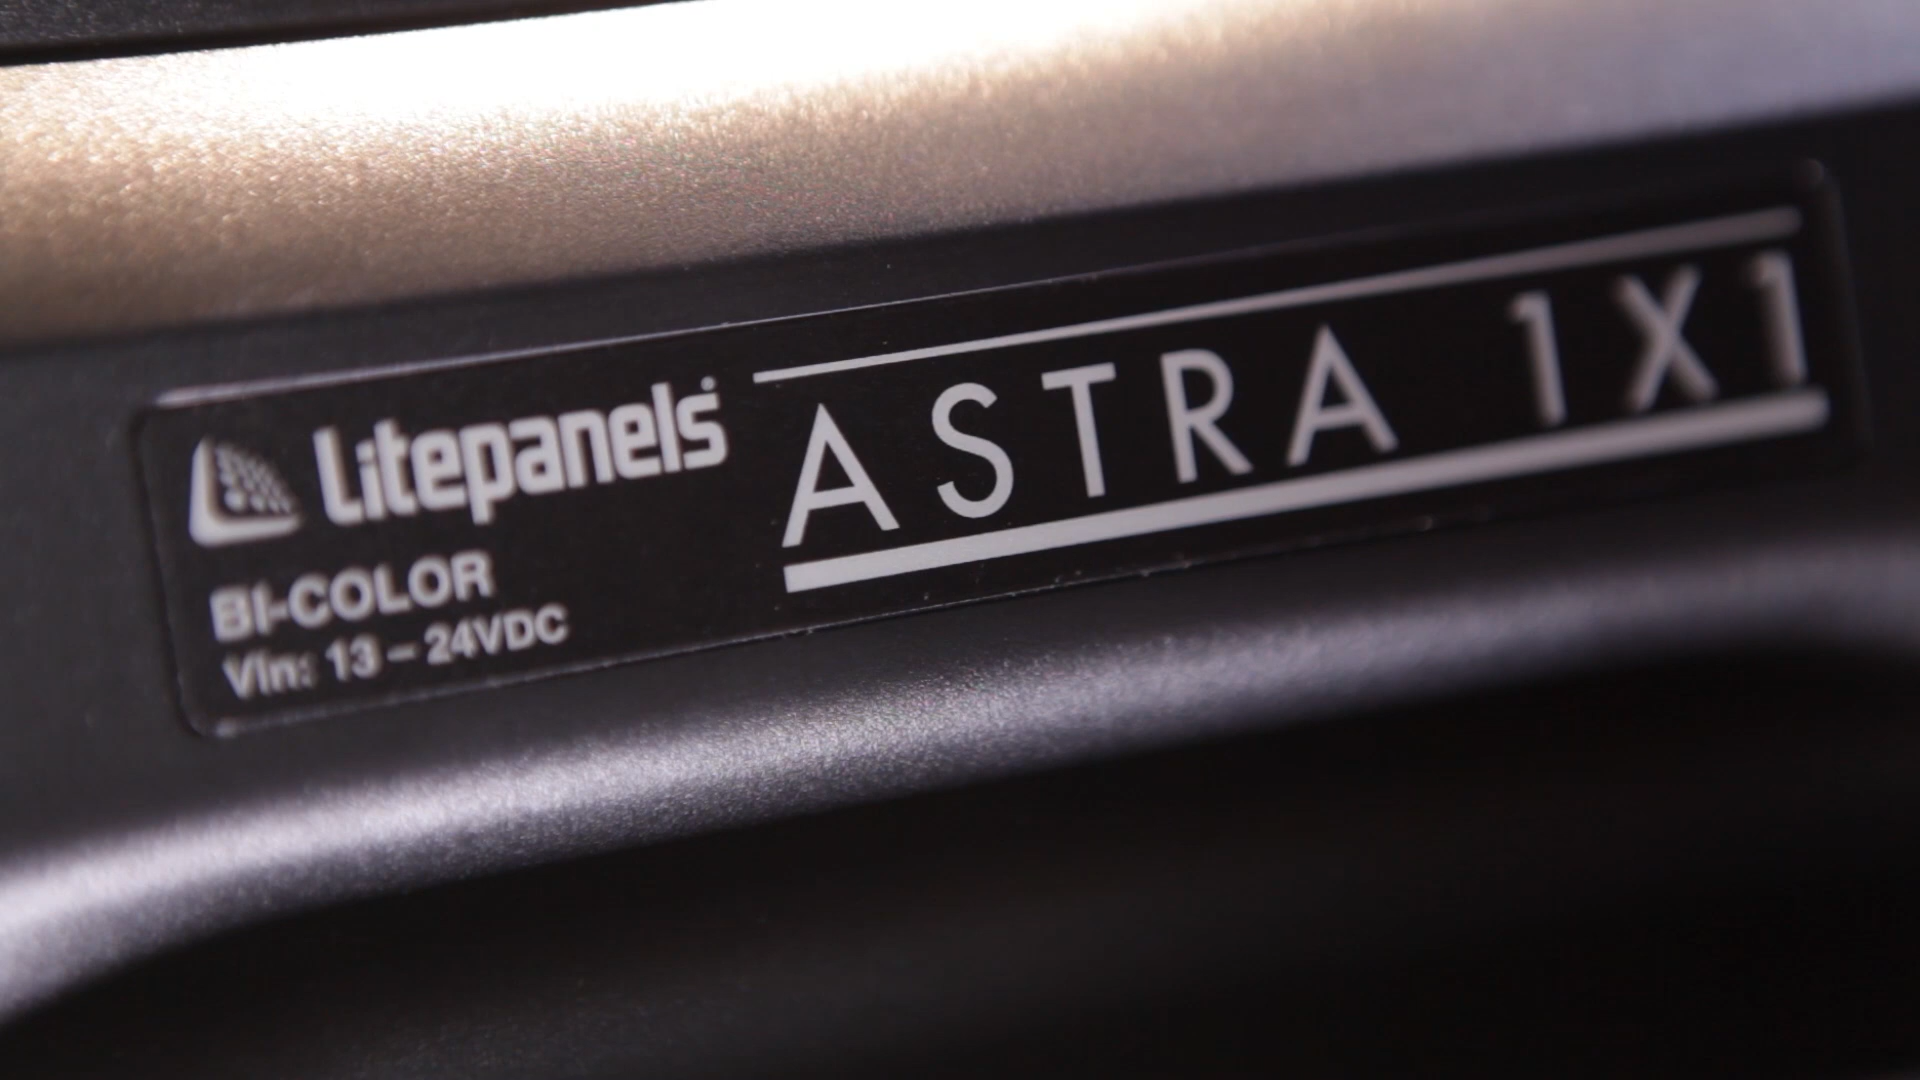 Litepanels
ASTRA 1X1
BI-COLOR
Vin: 13 – 24VDC